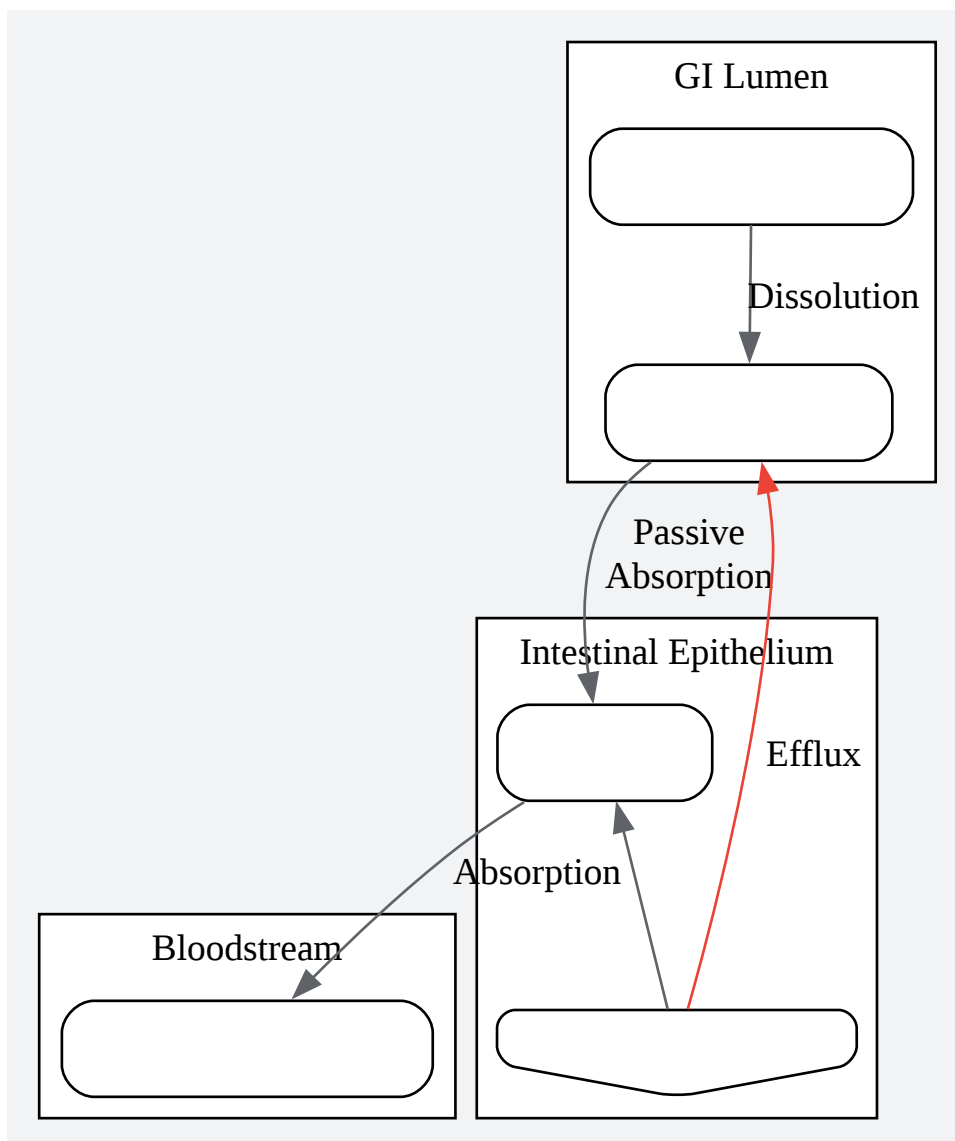 GI Lumen
Dissolution
Passive
Absorption
Intestinal Epithelium
Efflux
Absorption
Bloodstream